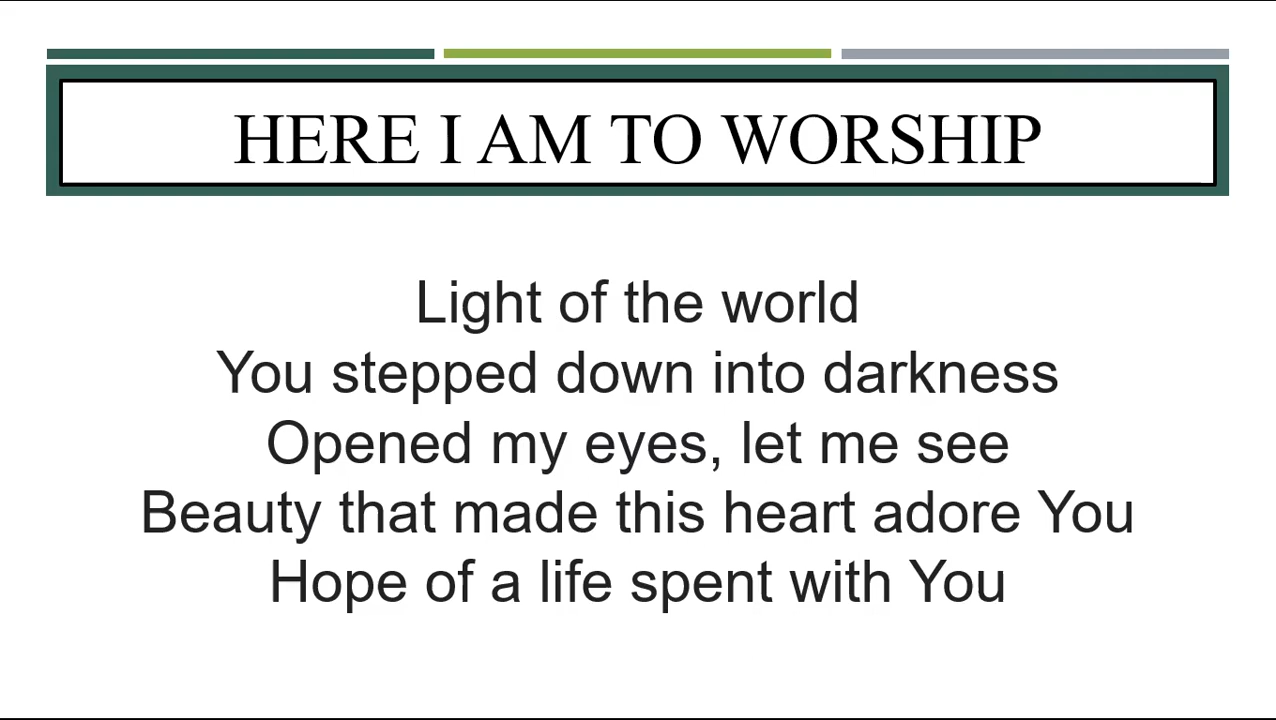 HERE I AM TO WORSHIP
Light of the world
You stepped down into darkness
Opened my eyes, let me see
Beauty that made this heart adore You
Hope of a life spent with You